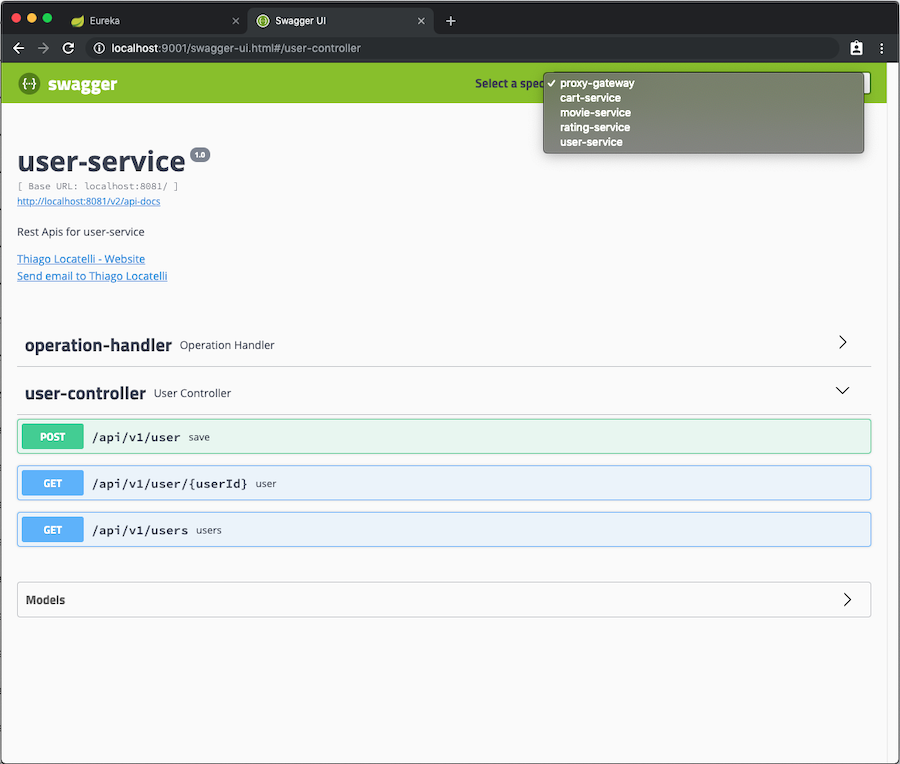 Eureka
Swagger UI
localhost:9001/swagger-ui.html#/user-controller
swagger
Select a spec
proxy-gateway
cart-service
movie-service
rating-service
user-service
user-service 1.0
[ Base URL: localhost:8081/ ]
http://localhost:8081/v2/api-docs
Rest Apis for user-service
Thiago Locatelli - Website
Send email to Thiago Locatelli
operation-handler Operation Handler
user-controller User Controller
POST /api/v1/user save
GET /api/v1/user/{userId} user
GET /api/v1/users users
Models